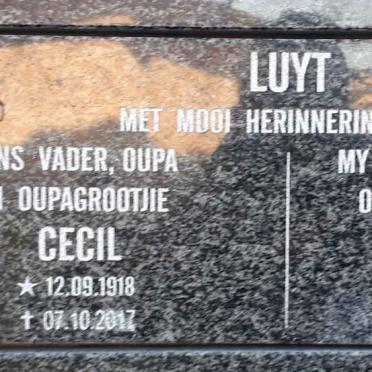 LUYT
MET MOOI HERINNERIN
NS VADER, OUPA
OUPAGROOTJIE
CECIL
★ 12.09.1918
✝ 07.10.2017
MY
O